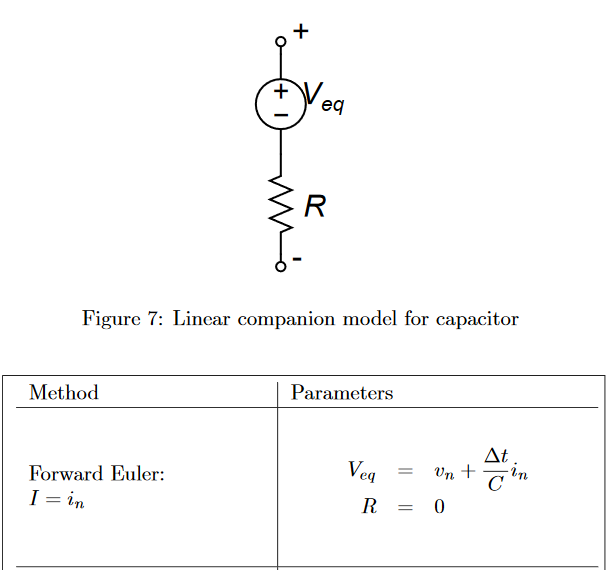 +
+
V_eq
−
R
-
Figure 7: Linear companion model for capacitor
Method Parameters
Forward Euler:
I = i_n
V_eq = v_n + Δt/C i_n
R = 0